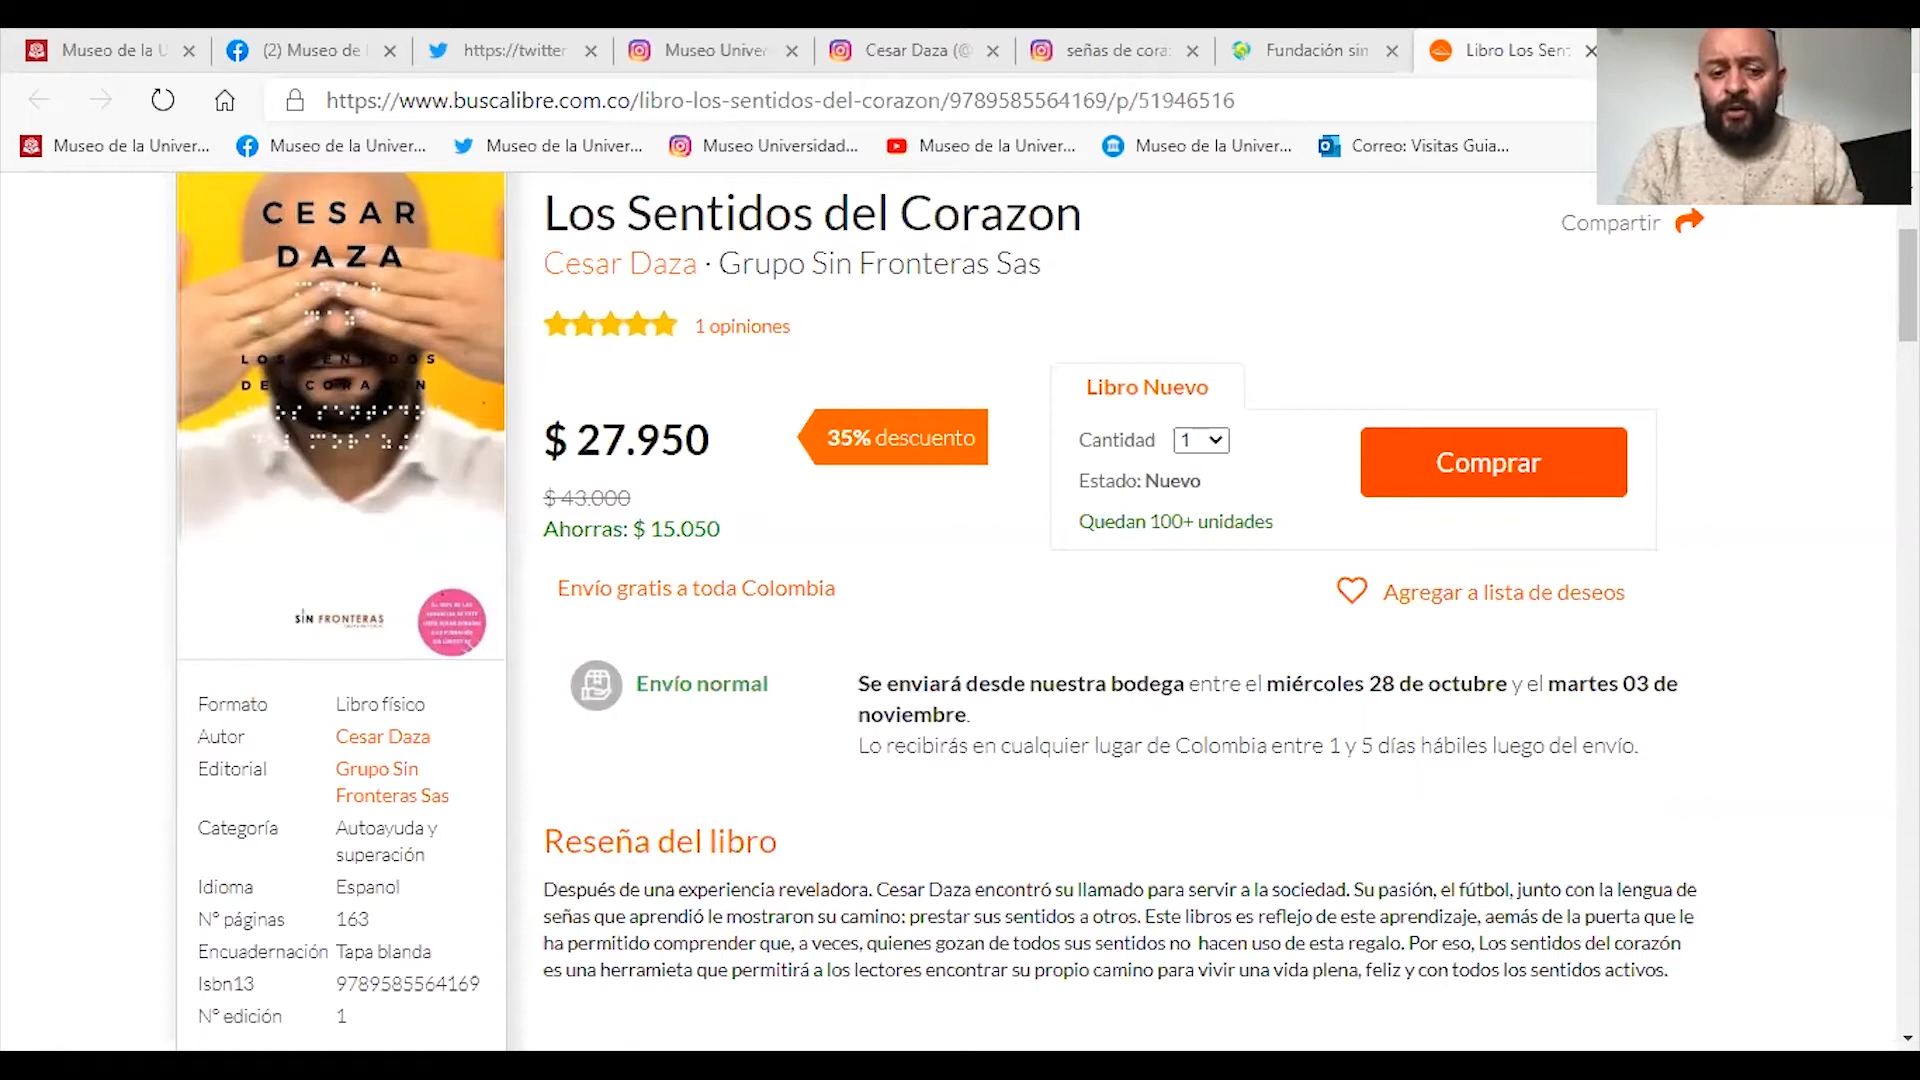 Museo de la U
(2) Museo de
https://twitter
Museo Univer
Cesar Daza (@
señas de cora
Fundación sin
Libro Los Sent
https://www.buscalibre.com.co/libro-los-sentidos-del-corazon/9789585564169/p/51946516
Museo de la Univer...
Museo de la Univer...
Museo de la Univer...
Museo Universidad...
Museo de la Univer...
Museo de la Univer...
Correo: Visitas Guia...
CESAR
DAZA
LOS SENTIDOS
DEL CORAZON
SIN FRONTERAS
Los Sentidos del Corazon
Compartir
Cesar Daza · Grupo Sin Fronteras Sas
1 opiniones
Libro Nuevo
$ 27.950
35% descuento
Cantidad 1
Comprar
Estado: Nuevo
$ 43.000
Quedan 100+ unidades
Ahorras: $ 15.050
Envío gratis a toda Colombia
Agregar a lista de deseos
Envío normal
Se enviará desde nuestra bodega entre el miércoles 28 de octubre y el martes 03 de
noviembre.
Lo recibirás en cualquier lugar de Colombia entre 1 y 5 días hábiles luego del envío.
Formato Libro físico
Autor Cesar Daza
Editorial Grupo Sin
Fronteras Sas
Categoría Autoayuda y
superación
Idioma Espanol
N° páginas 163
Encuadernación Tapa blanda
Isbn13 9789585564169
N° edición 1
Reseña del libro
Después de una experiencia reveladora. Cesar Daza encontró su llamado para servir a la sociedad. Su pasión, el fútbol, junto con la lengua de
señas que aprendió le mostraron su camino: prestar sus sentidos a otros. Este libros es reflejo de este aprendizaje, aemás de la puerta que le
ha permitido comprender que, a veces, quienes gozan de todos sus sentidos no hacen uso de esta regalo. Por eso, Los sentidos del corazón
es una herramieta que permitirá a los lectores encontrar su propio camino para vivir una vida plena, feliz y con todos los sentidos activos.